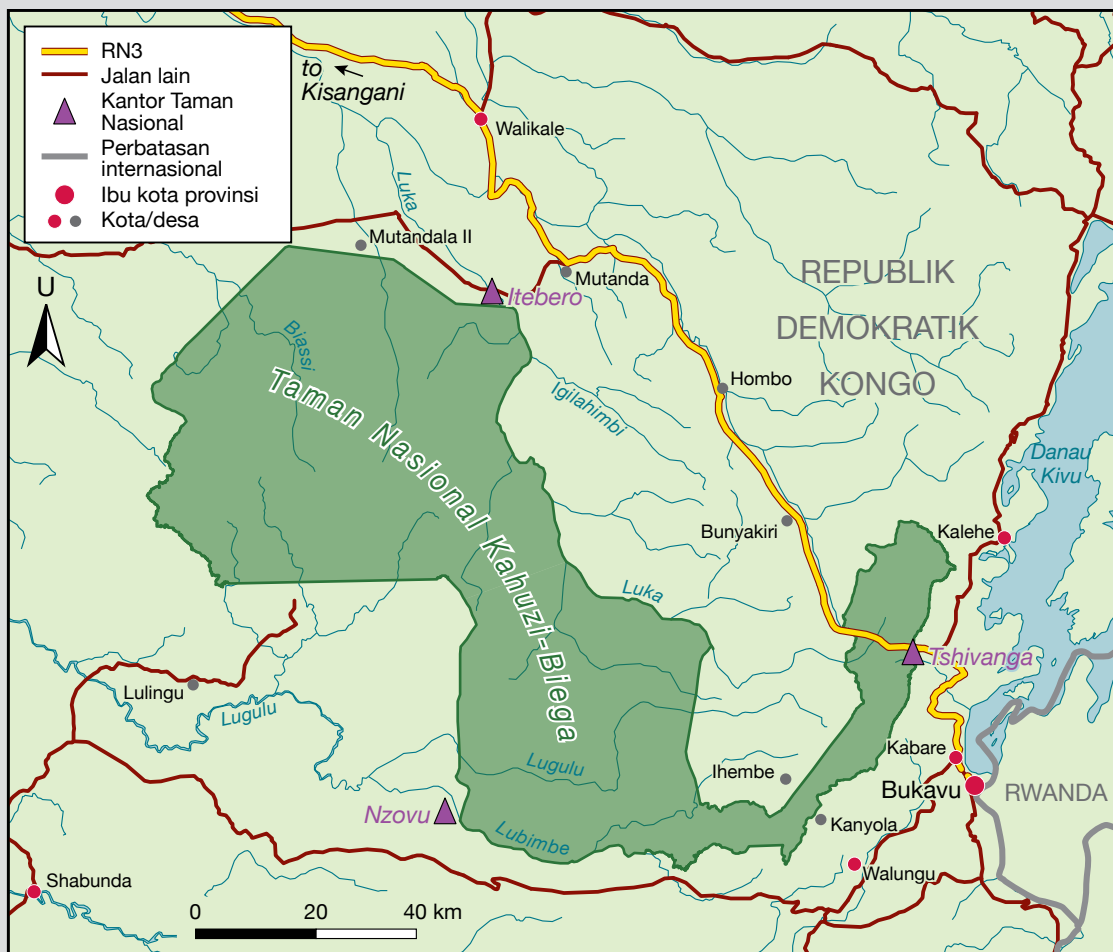 RN3
Jalan lain
Kantor Taman
Nasional
Perbatasan
internasional
Ibu kota provinsi
Kota/desa
to
Kisangani
Walikale
Luka
Mutandala II
Mutanda
Itebero
REPUBLIK
DEMOKRATIK
KONGO
U
Biassi
Taman Nasional Kahuzi-Biega
Igilahimbi
Hombo
Danau
Kivu
Bunyakiri
Kalehe
Luka
Tshivanga
Lulingu
Lugulu
Lugulu
Kabare
Ihembe
Bukavu
RWANDA
Nzovu
Lubimbe
Kanyola
Walungu
Shabunda
0 20 40 km